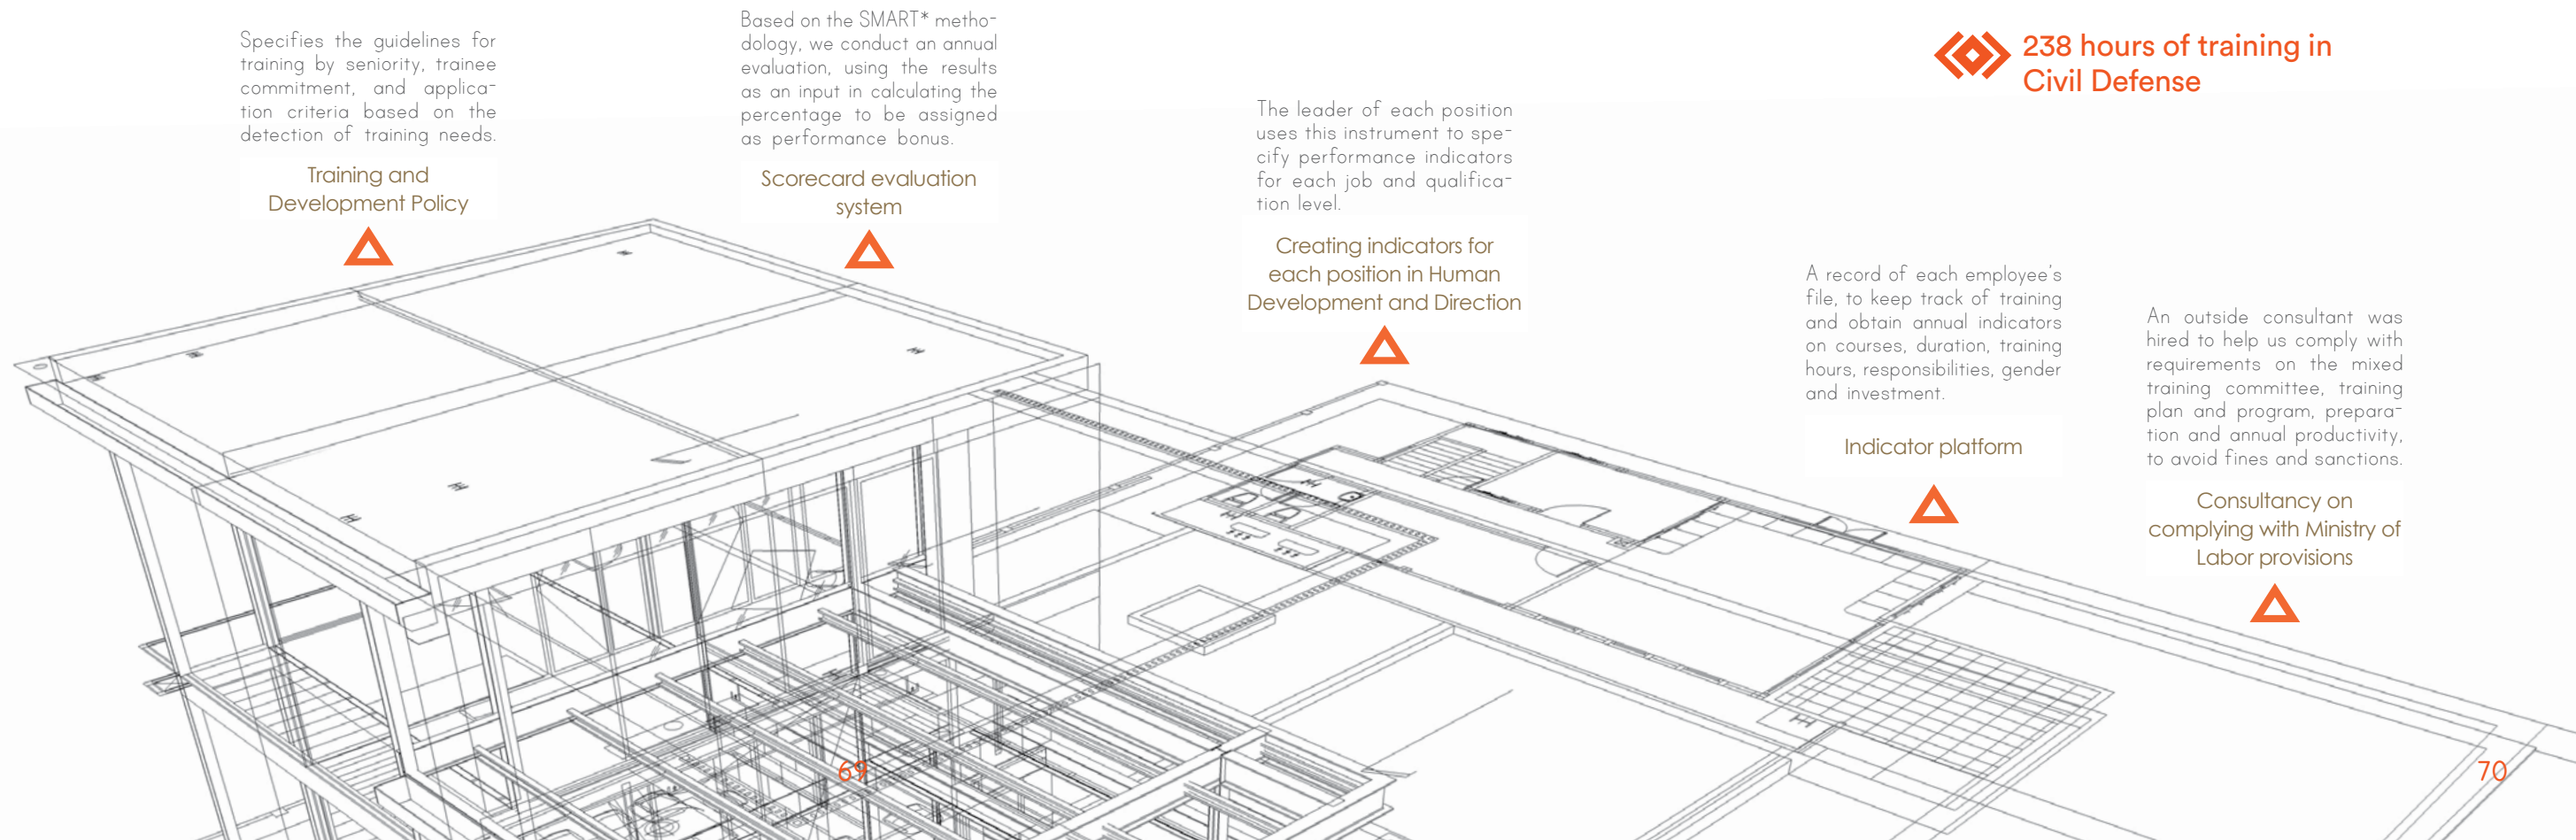 Specifies the guidelines for
training by seniority, trainee
commitment, and applica-
tion criteria based on the
detection of training needs.
Training and
Development Policy
Based on the SMART* metho-
dology, we conduct an annual
evaluation, using the results
as an input in calculating the
percentage to be assigned
as performance bonus.
Scorecard evaluation
system
The leader of each position
uses this instrument to spe-
cify performance indicators
for each job and qualifica-
tion level.
Creating indicators for
each position in Human
Development and Direction
238 hours of training in
Civil Defense
A record of each employee's
file, to keep track of training
and obtain annual indicators
on courses, duration, training
hours, responsibilities, gender
and investment.
Indicator platform
An outside consultant was
hired to help us comply with
requirements on the mixed
training committee, training
plan and program, prepara-
tion and annual productivity,
to avoid fines and sanctions.
Consultancy on
complying with Ministry of
Labor provisions
69
70